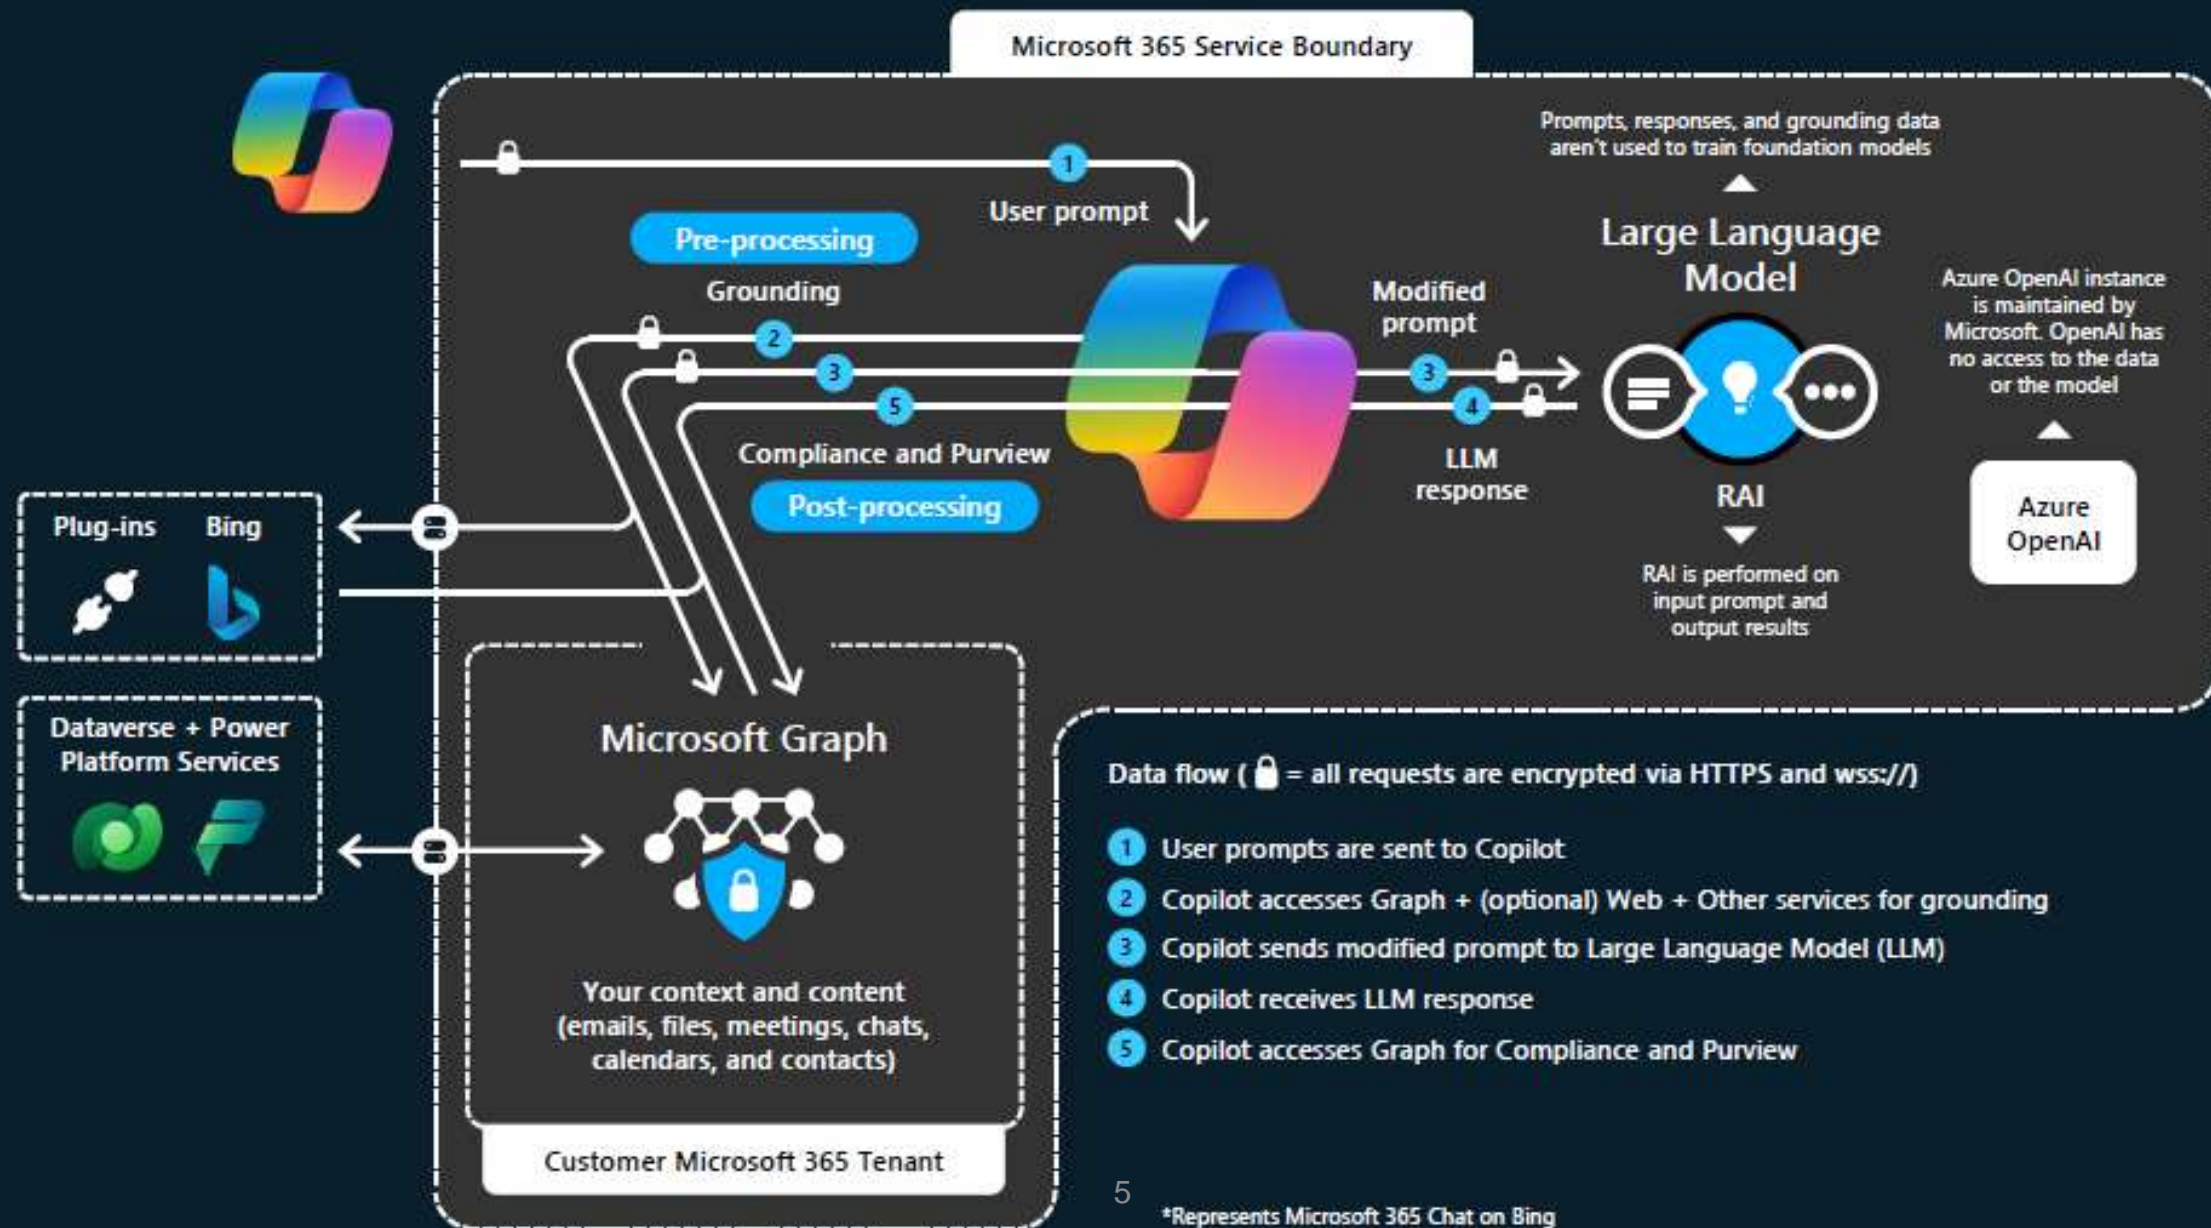 Microsoft 365 Service Boundary
1
User prompt
Pre-processing
Grounding
2
3
5
Compliance and Purview
Post-processing
Modified
prompt
3
4
LLM
response
Prompts, responses, and grounding data
aren't used to train foundation models
Large Language
Model
RAI
RAI is performed on
input prompt and
output results
Azure OpenAI instance
is maintained by
Microsoft. OpenAI has
no access to the data
or the model
Azure
OpenAI
Plug-ins
Bing
Dataverse + Power
Platform Services
Microsoft Graph
Your context and content
(emails, files, meetings, chats,
calendars, and contacts)
Customer Microsoft 365 Tenant
Data flow ( = all requests are encrypted via HTTPS and wss://)
1 User prompts are sent to Copilot
2 Copilot accesses Graph + (optional) Web + Other services for grounding
3 Copilot sends modified prompt to Large Language Model (LLM)
4 Copilot receives LLM response
5 Copilot accesses Graph for Compliance and Purview
5
*Represents Microsoft 365 Chat on Bing